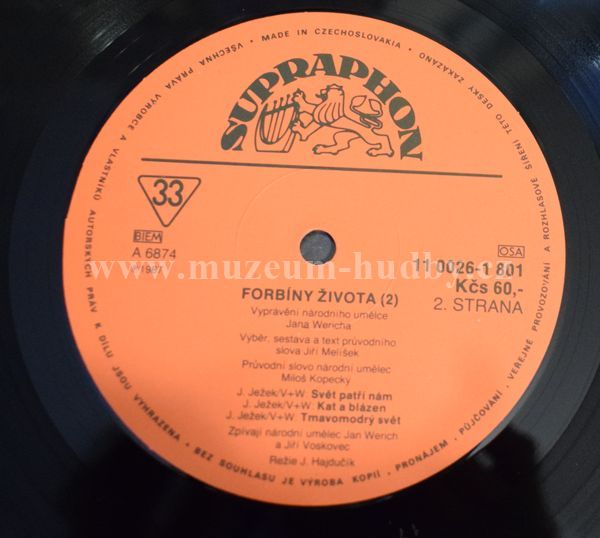 VŠECHNA PRÁVA VÝROBCE A VLASTNÍKŮ AUTORSKÝCH PRÁV K DÍLU JSOU VYHRAZENA • BEZ SOUHLASU JE VÝROBA KOPIÍ • PRONÁJEM • PŮJČOVÁNÍ • VEŘEJNÉ PROVOZOVÁNÍ A ROZHLASOVÉ ŠÍŘENÍ TÉTO DESKY ZAKÁZÁNO • MADE IN CZECHOSLOVAKIA •
SUPRAPHON
33
BIEM
A 6874
Ⓟ 1987
OSA
11 0026-1 801
Kčs 60,-
2. STRANA
www.muzeum-hudby.cz
FORBÍNY ŽIVOTA (2)
Vyprávění národního umělce
Jana Wericha
Výběr, sestava a text průvodního
slova Jiří Melíšek
Průvodní slovo národní umělec
Miloš Kopecký
J. Ježek/V+W: Svět patří nám
J. Ježek/V+W: Kat a blázen
J. Ježek/V+W: Tmavomodrý svět
Zpívají národní umělec Jan Werich
a Jiří Voskovec
Režie J. Hajdučík